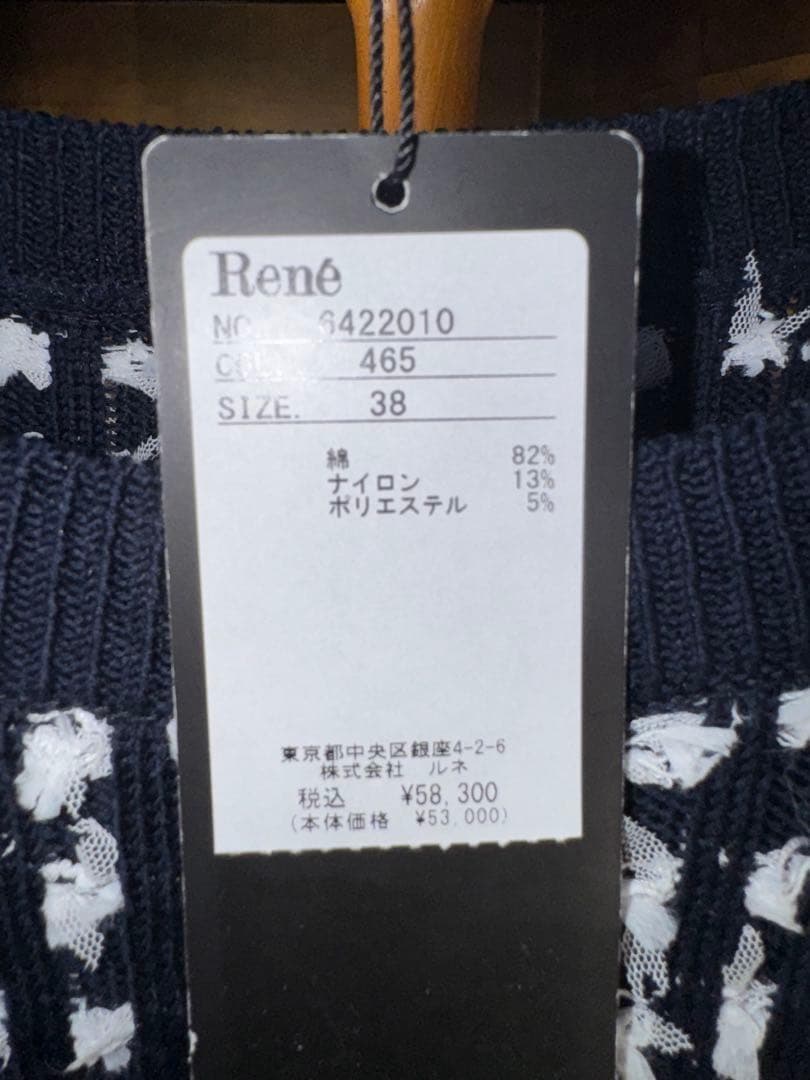 René
NO. 6422010
COL. 465
SIZE. 38
綿 82%
ナイロン 13%
ポリエステル 5%
東京都中央区銀座4-2-6
株式会社 ルネ
税込 ¥58,300
(本体価格 ¥53,000)